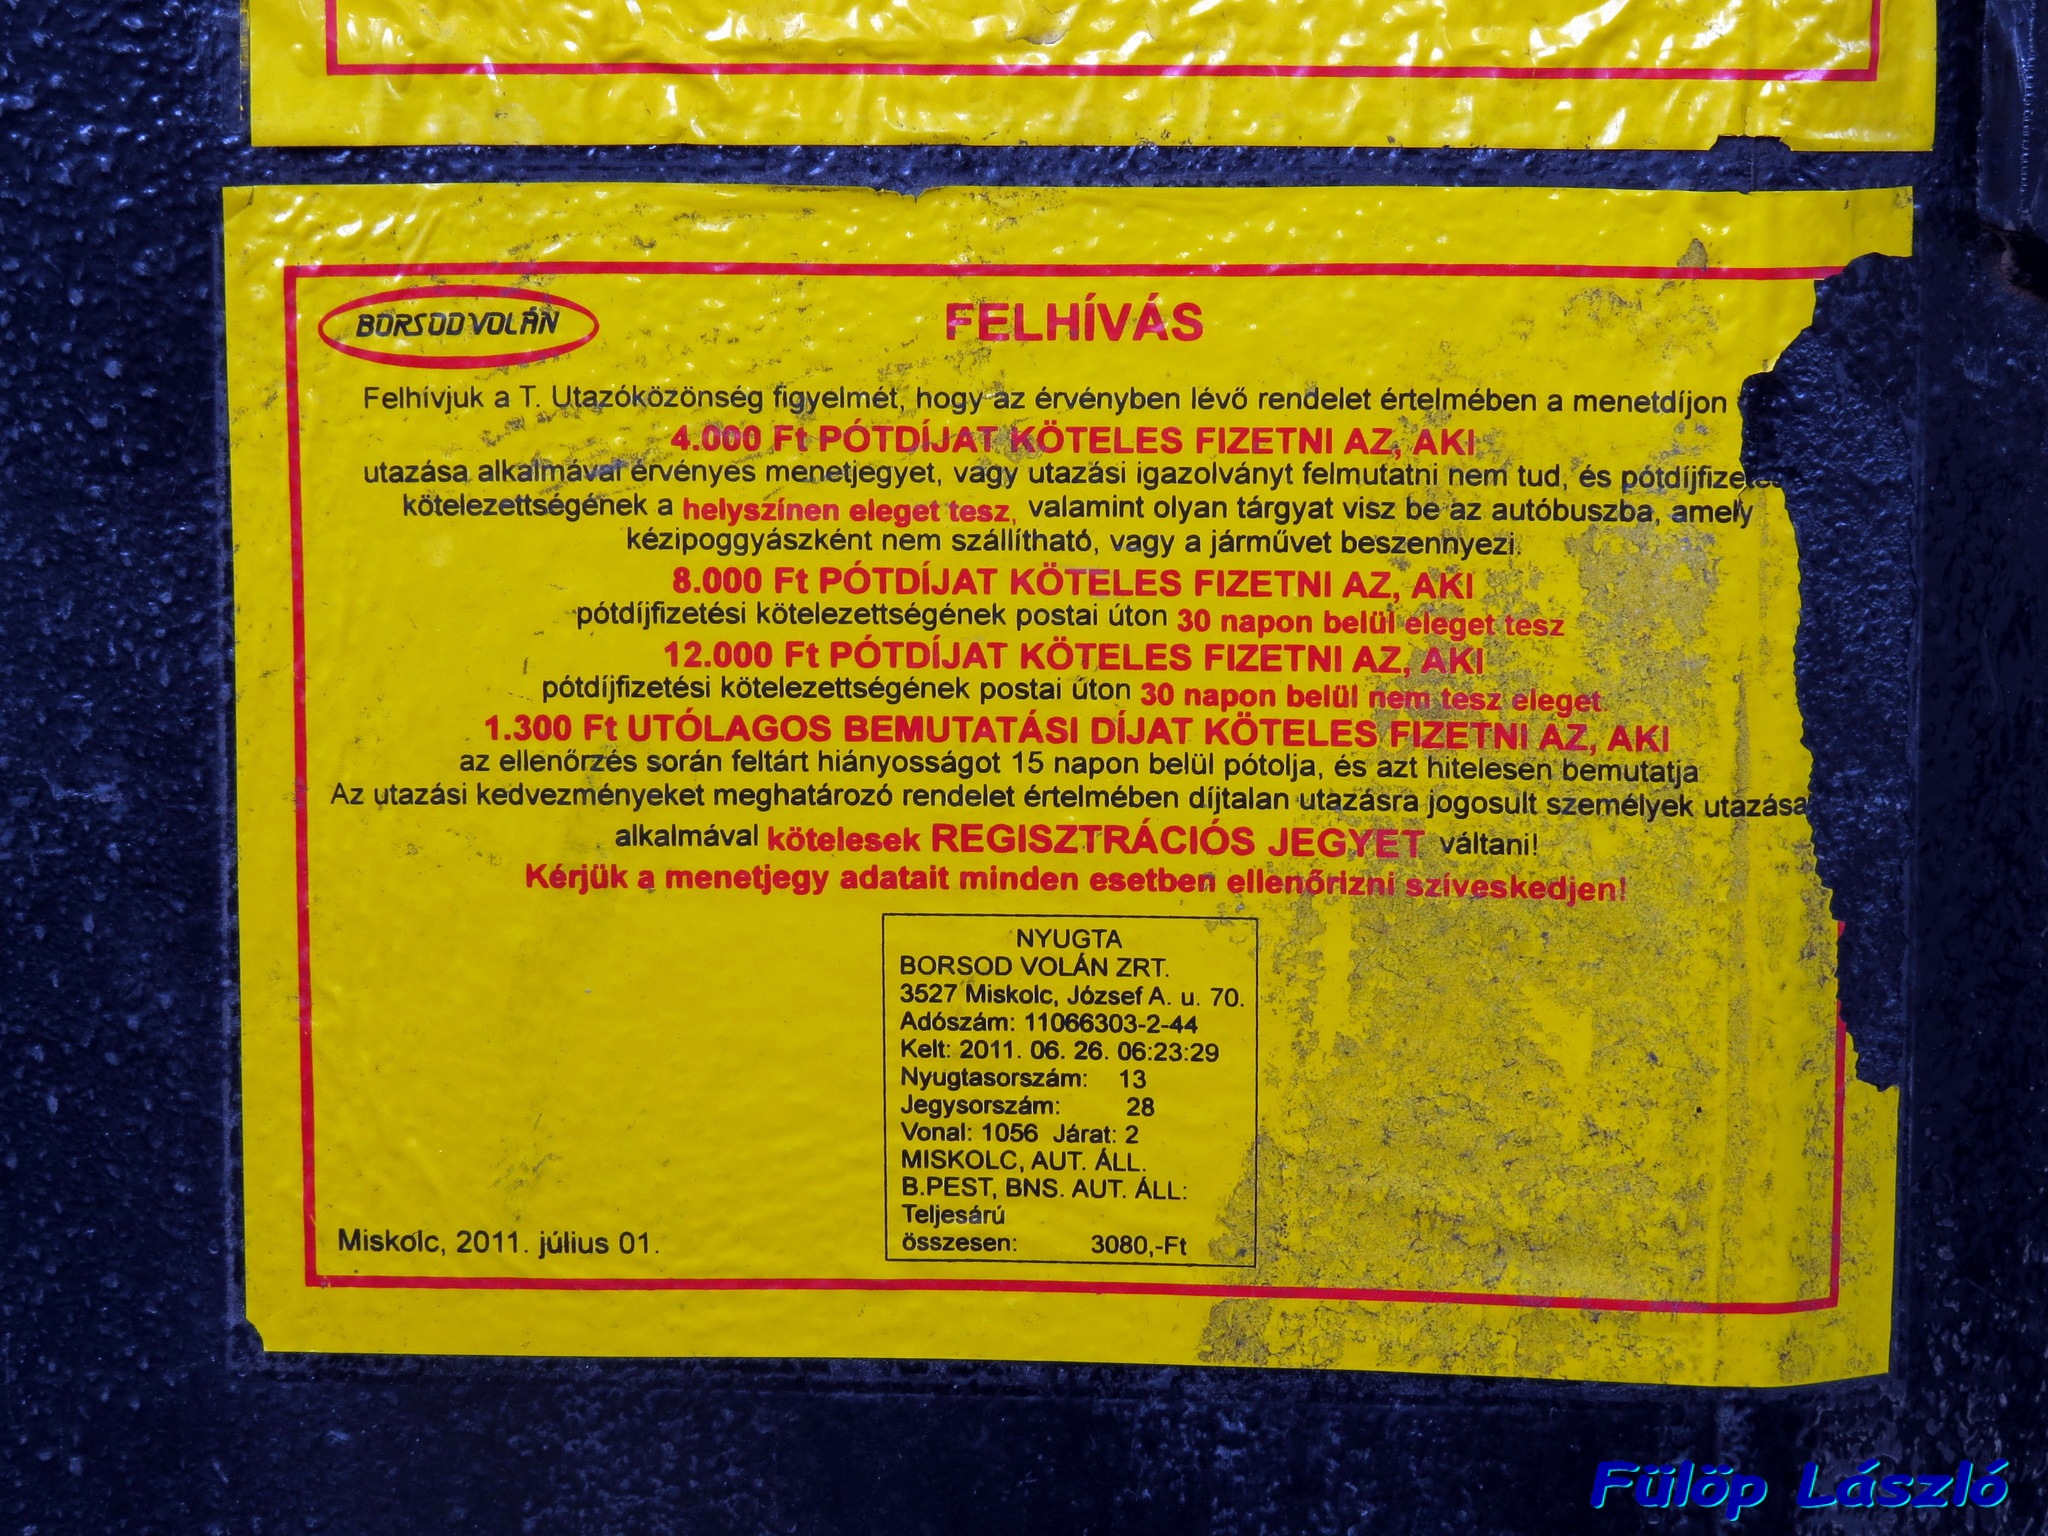 BORSOD VOLÁN
FELHÍVÁS
Felhívjuk a T. Utazóközönség figyelmét, hogy az érvényben lévő rendelet értelmében a menetdíjon
4.000 Ft PÓTDÍJAT KÖTELES FIZETNI AZ, AKI
utazása alkalmával érvényes menetjegyet, vagy utazási igazolványt felmutatni nem tud, és pótdíjfizetési
kötelezettségének a helyszínen eleget tesz, valamint olyan tárgyat visz be az autóbuszba, amely
kézipoggyászként nem szállítható, vagy a járművet beszennyezi.
8.000 Ft PÓTDÍJAT KÖTELES FIZETNI AZ, AKI
pótdíjfizetési kötelezettségének postai úton 30 napon belül eleget tesz
12.000 Ft PÓTDÍJAT KÖTELES FIZETNI AZ, AKI
pótdíjfizetési kötelezettségének postai úton 30 napon belül nem tesz eleget.
1.300 Ft UTÓLAGOS BEMUTATÁSI DÍJAT KÖTELES FIZETNI AZ, AKI
az ellenőrzés során feltárt hiányosságot 15 napon belül pótolja, és azt hitelesen bemutatja
Az utazási kedvezményeket meghatározó rendelet értelmében díjtalan utazásra jogosult személyek utazása
alkalmával kötelesek REGISZTRÁCIÓS JEGYET váltani!
Kérjük a menetjegy adatait minden esetben ellenőrizni szíveskedjen!
NYUGTA
BORSOD VOLÁN ZRT.
3527 Miskolc, József A. u. 70.
Adószám: 11066303-2-44
Kelt: 2011. 06. 26. 06:23:29
Nyugtasorszám: 13
Jegysorszám: 28
Vonal: 1056 Járat: 2
MISKOLC, AUT. ÁLL.
B.PEST, BNS. AUT. ÁLL:
Teljesárú
összesen: 3080,-Ft
Miskolc, 2011. július 01.
Fülöp László